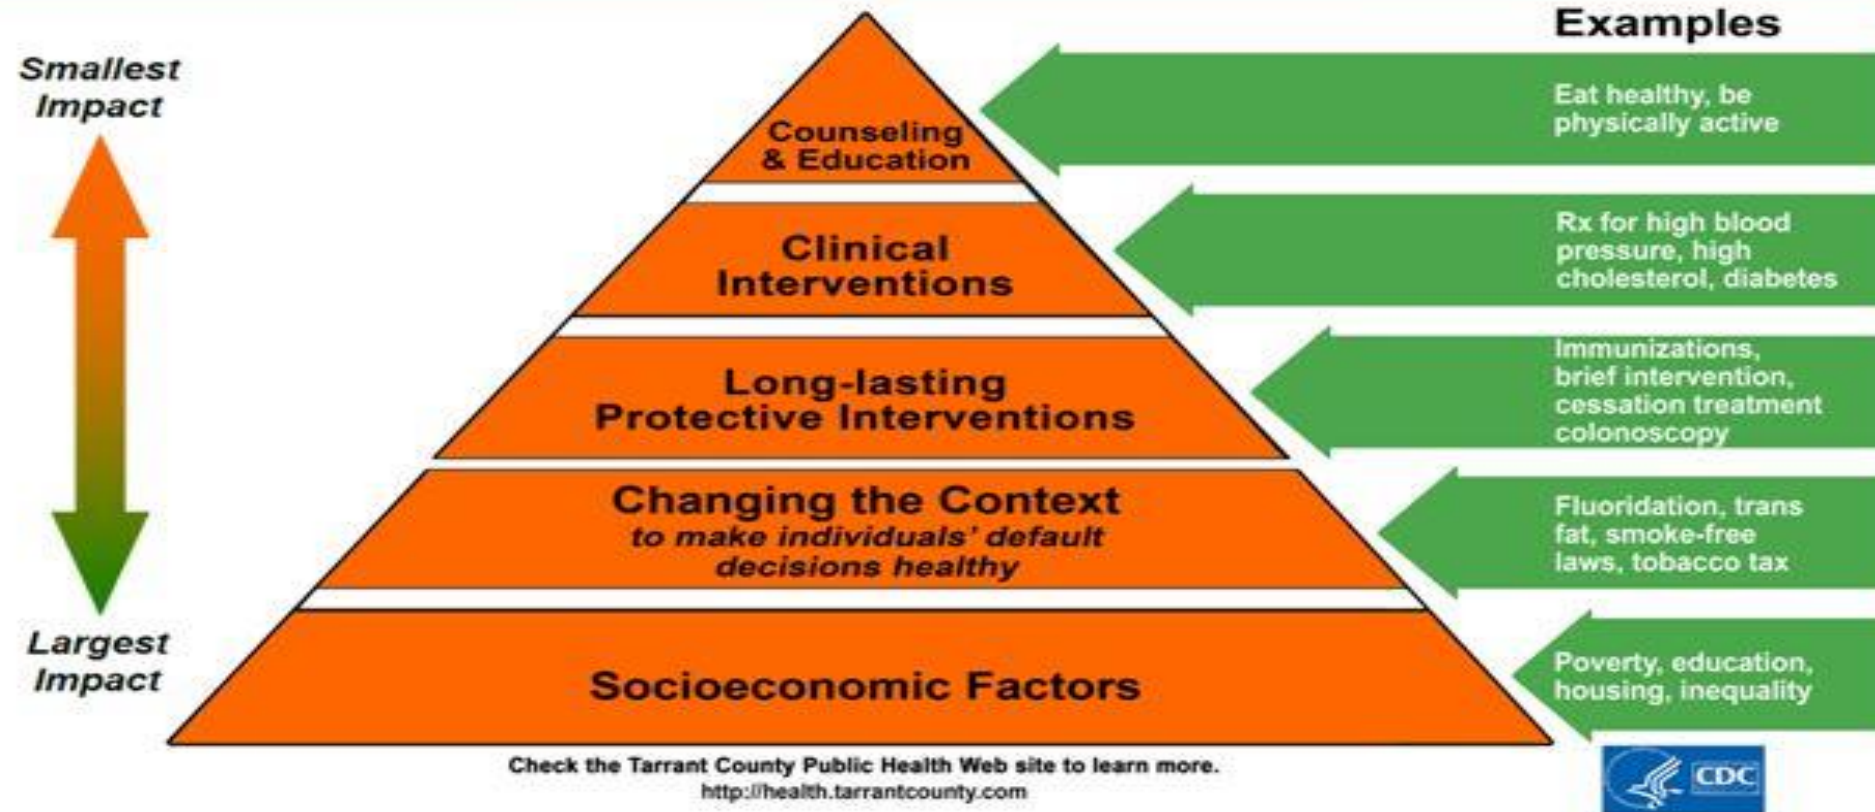 Examples
Smallest
Impact
Counseling
& Education
Eat healthy, be
physically active
Clinical
Interventions
Rx for high blood
pressure, high
cholesterol, diabetes
Long-lasting
Protective Interventions
Immunizations,
brief intervention,
cessation treatment
colonoscopy
Changing the Context
to make individuals’ default
decisions healthy
Fluoridation, trans
fat, smoke-free
laws, tobacco tax
Largest
Impact
Socioeconomic Factors
Poverty, education,
housing, inequality
Check the Tarrant County Public Health Web site to learn more.
http://health.tarrantcounty.com
CDC